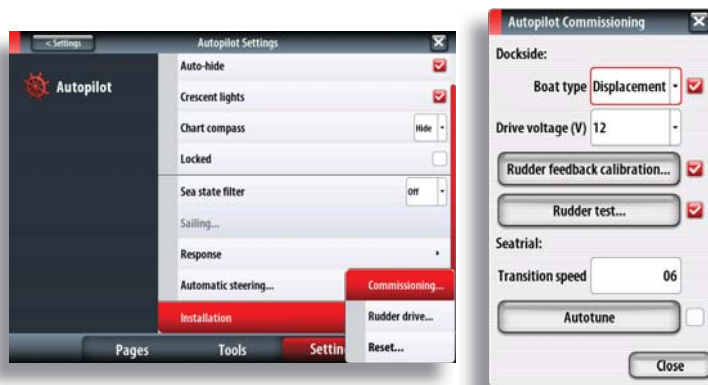 < Settings
Autopilot Settings
Autopilot
Auto-hide
Crescent lights
Chart compass
Hide
Locked
Sea state filter
Off
Sailing...
Response
Automatic steering...
Installation
Commissioning...
Rudder drive...
Reset...
Pages
Tools
Settin
Autopilot Commissioning
Dockside:
Boat type Displacement
Drive voltage (V) 12
Rudder feedback calibration...
Rudder test...
Seatrial:
Transition speed 06
Autotune
Close